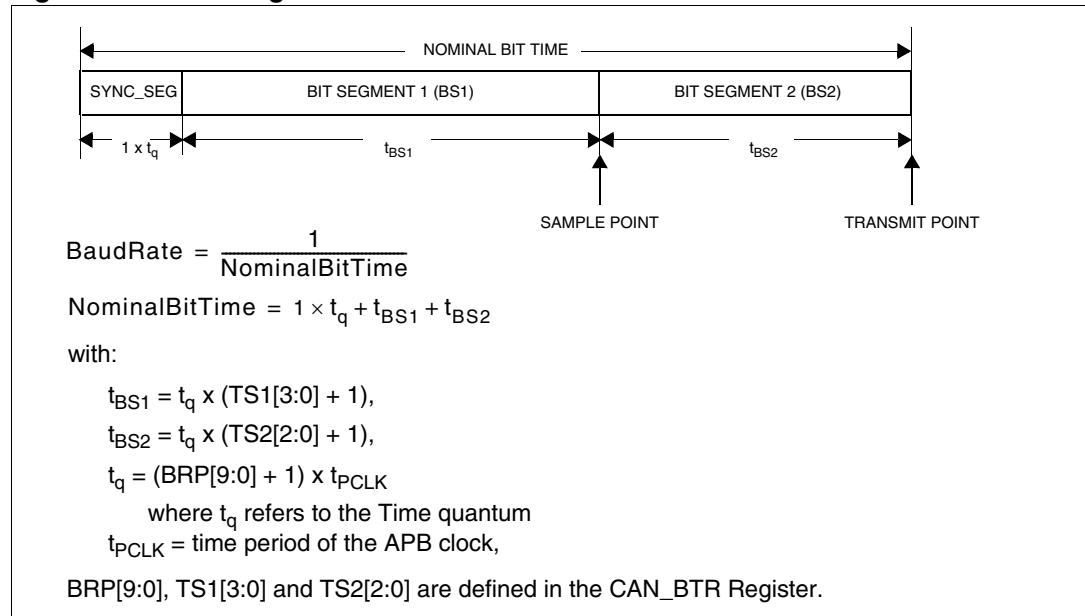 NOMINAL BIT TIME
SYNC_SEG BIT SEGMENT 1 (BS1) BIT SEGMENT 2 (BS2)
1 x tq tBS1 tBS2
SAMPLE POINT TRANSMIT POINT
BaudRate = 1 / NominalBitTime
NominalBitTime = 1 × tq + tBS1 + tBS2
with:
tBS1 = tq x (TS1[3:0] + 1),
tBS2 = tq x (TS2[2:0] + 1),
tq = (BRP[9:0] + 1) x tPCLK
where tq refers to the Time quantum
tPCLK = time period of the APB clock,
BRP[9:0], TS1[3:0] and TS2[2:0] are defined in the CAN_BTR Register.